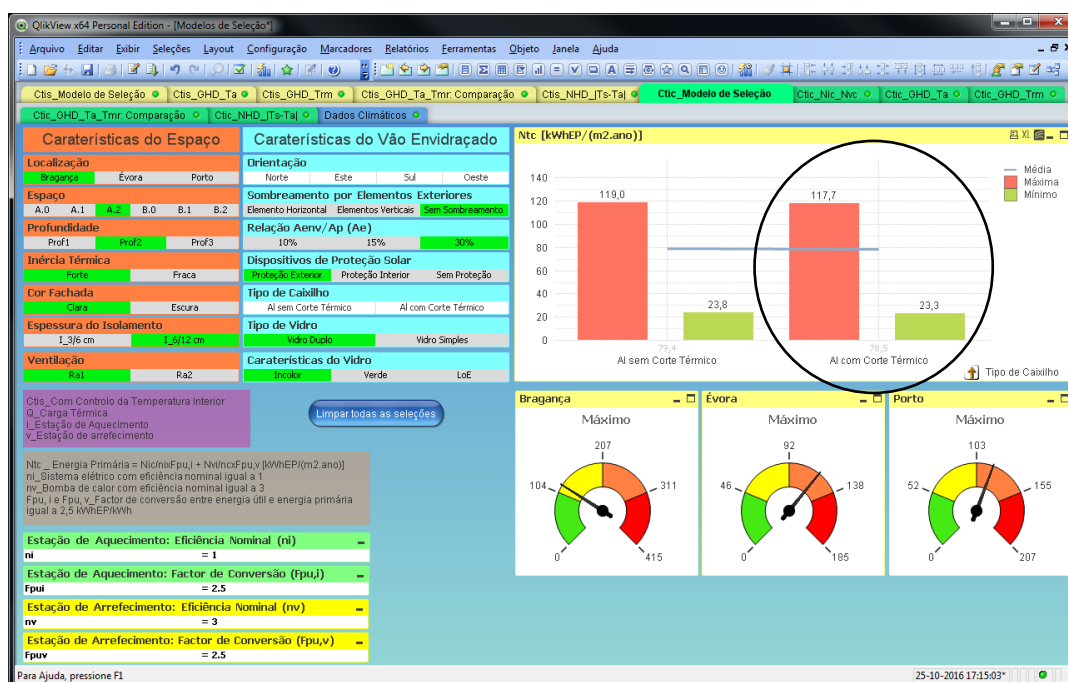 QlikView x64 Personal Edition - [Modelos de Seleção*]
Arquivo Editar Exibir Seleções Layout Configuração Marcadores Relatórios Ferramentas Objeto Janela Ajuda
Ctis_Modelo de Seleção Ctis_GHD_Ta Ctis_GHD_Trm Ctis_GHD_Ta_Tmr: Comparação Ctis_NHD_|Ts-Ta| Ctic_Modelo de Seleção Ctic_Nic_Nvc Ctic_GHD_Ta Ctic_GHD_Trm
Ctic_GHD_Ta_Tmr: Comparação Ctic_NHD_|Ts-Ta| Dados Climáticos
Caraterísticas do Espaço
Localização
Bragança Évora Porto
Espaço
A.0 A.1 A.2 B.0 B.1 B.2
Profundidade
Prof1 Prof2 Prof3
Inércia Térmica
Forte Fraca
Cor Fachada
Clara Escura
Espessura do Isolamento
I_3/6 cm I_6/12 cm
Ventilação
Ra1 Ra2
Caraterísticas do Vão Envidraçado
Orientação
Norte Este Sul Oeste
Sombreamento por Elementos Exteriores
Elemento Horizontal Elementos Verticais Sem Sombreamento
Relação Aenv/Ap (Ae)
10% 15% 30%
Dispositivos de Proteção Solar
Proteção Exterior Proteção Interior Sem Proteção
Tipo de Caixilho
Al sem Corte Térmico Al com Corte Térmico
Tipo de Vidro
Vidro Duplo Vidro Simples
Caraterísticas do Vidro
Incolor Verde LoE
Ntc [kWhEP/(m2.ano)]
XL
140
120
100
80
60
40
20
0
119,0
23,8
117,7
23,3
79,4
78,5
Al sem Corte Térmico Al com Corte Térmico
Média
Máxima
Mínimo
Tipo de Caixilho
Ctis_Com Controlo da Temperatura Interior
Q_Carga Térmica
i_Estação de Aquecimento
v_Estação de arrefecimento
Limpar todas as seleções
Ntc _ Energia Primária = Nic/nixFpu,i + Nvi/ncxFpu,v [kWhEP/(m2.ano)]
ni_Sistema elétrico com eficiência nominal igual a 1
nv_Bomba de calor com eficiência nominal igual a 3
Fpu, i e Fpu, v_Factor de conversão entre energia útil e energia primária igual a 2,5 kWhEP/kWh
Estação de Aquecimento: Eficiência Nominal (ni)
ni = 1
Estação de Aquecimento: Factor de Conversão (Fpu,i)
Fpui = 2.5
Estação de Arrefecimento: Eficiência Nominal (nv)
nv = 3
Estação de Arrefecimento: Factor de Conversão (Fpu,v)
Fpuv = 2.5
Bragança
Máximo
207
104 311
0 415
Évora
Máximo
92
46 138
0 185
Porto
Máximo
103
52 155
0 207
Para Ajuda, pressione F1
25-10-2016 17:15:03*